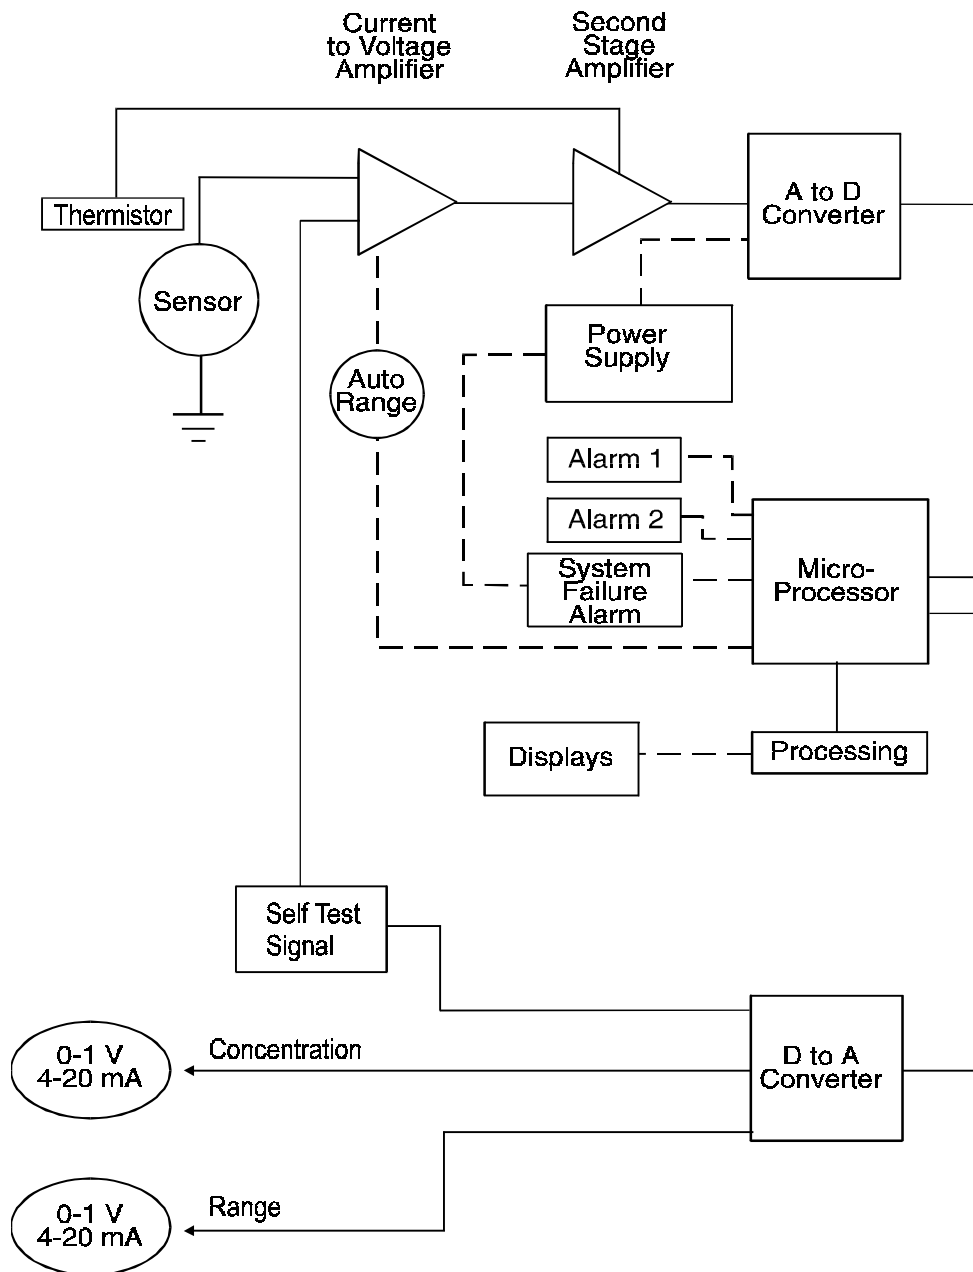 Current
to Voltage
Amplifier
Second
Stage
Amplifier
Thermistor
A to D
Converter
Sensor
Power
Supply
Auto
Range
Alarm 1
Alarm 2
System
Failure
Alarm
Micro-
Processor
Displays
Processing
Self Test
Signal
0-1 V
4-20 mA
Concentration
D to A
Converter
0-1 V
4-20 mA
Range